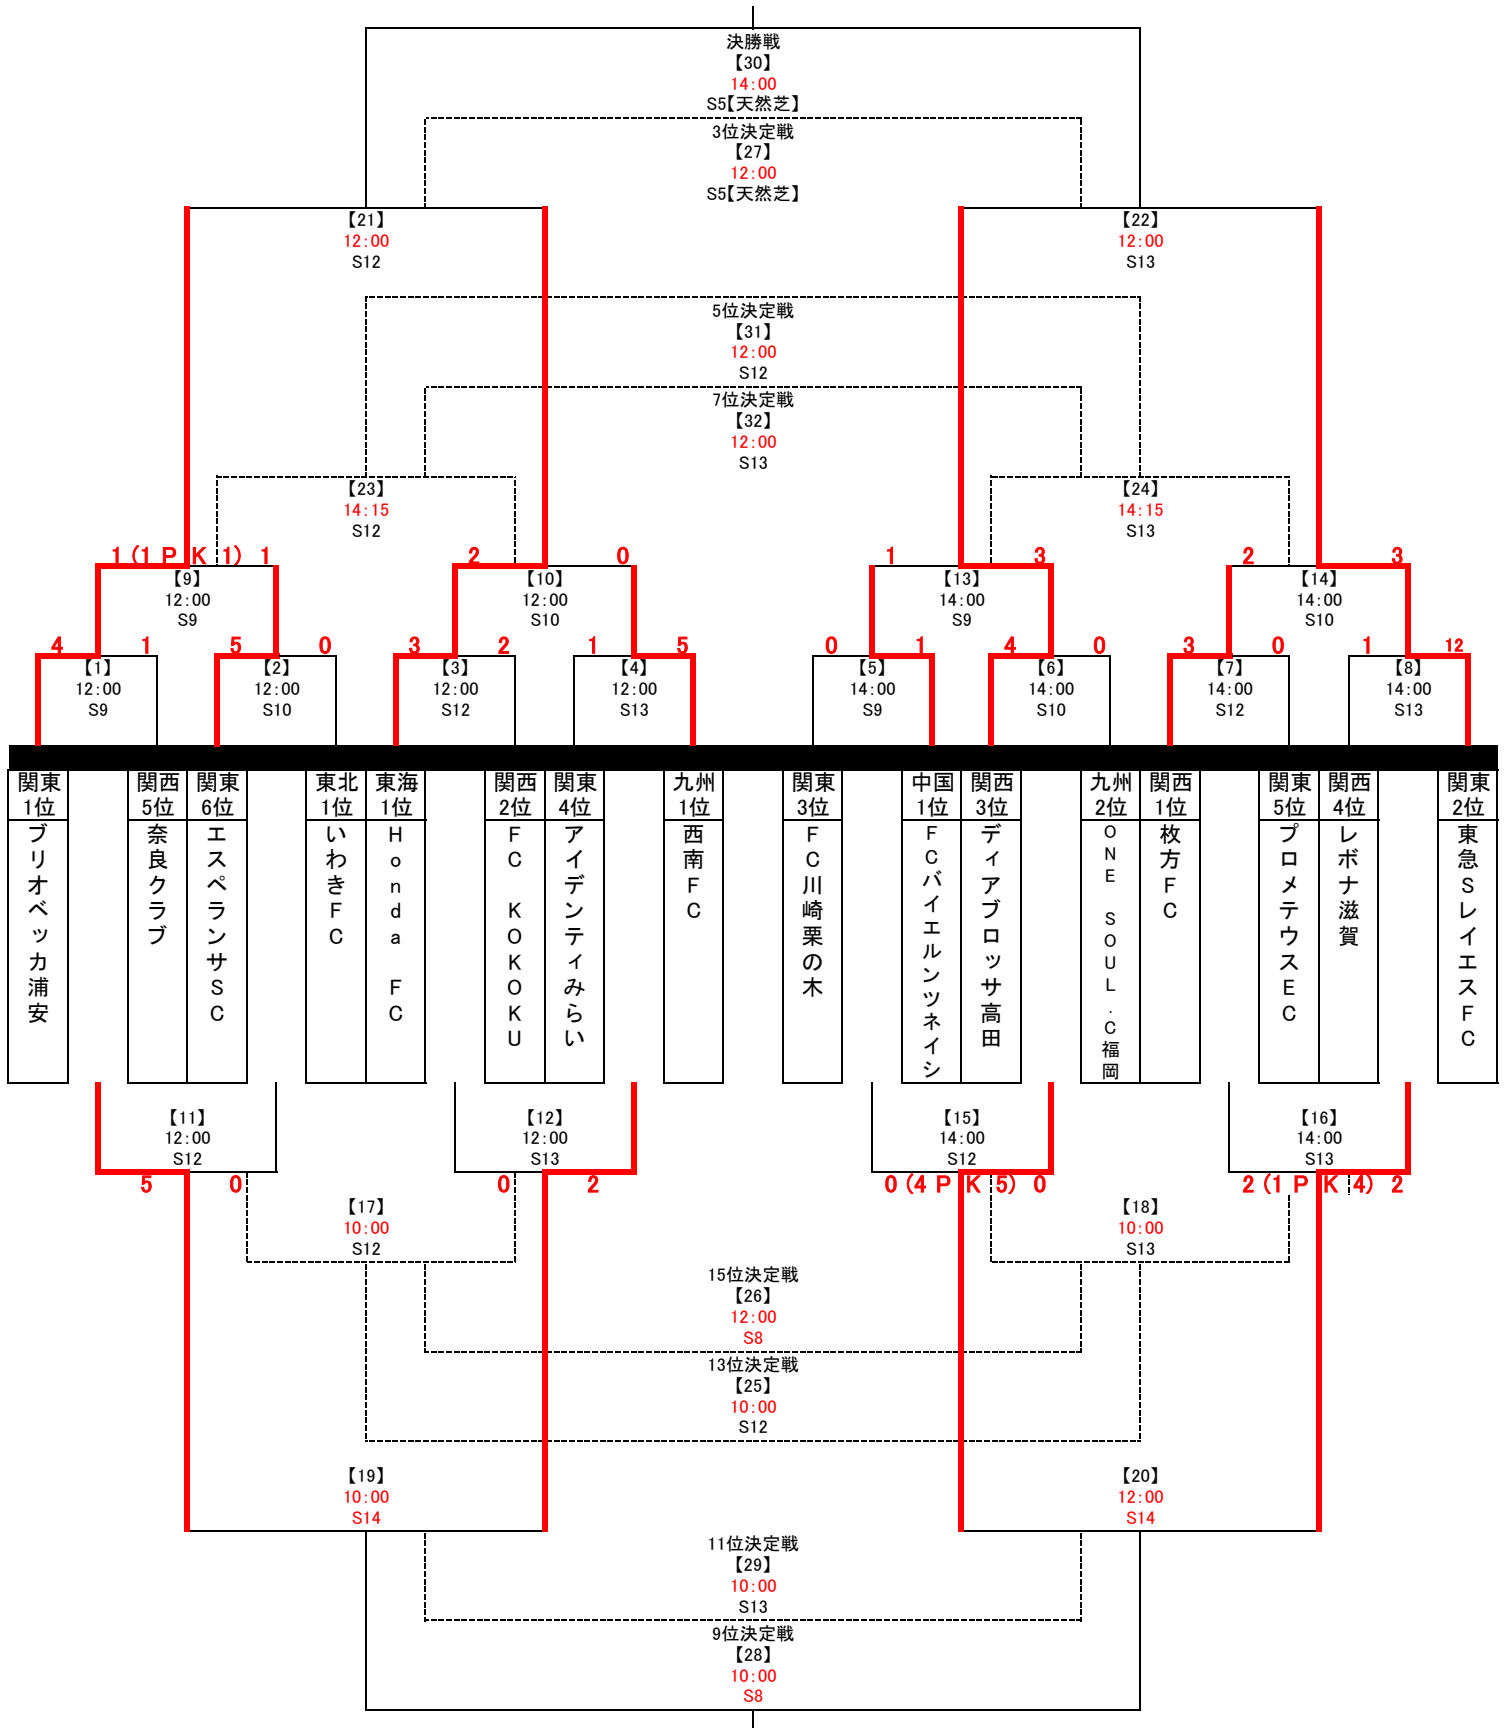 決勝戦
【30】
14:00
S5【天然芝】
3位決定戦
【27】
12:00
S5【天然芝】
【21】
12:00
S12
【22】
12:00
S13
5位決定戦
【31】
12:00
S12
7位決定戦
【32】
12:00
S13
【23】
14:15
S12
【24】
14:15
S13
1 (1 P K 1) 1
2 0
1 3
2 3
【9】
12:00
S9
【10】
12:00
S10
【13】
14:00
S9
【14】
14:00
S10
4 1
5 0
3 2
1 5
0 1
4 0
3 0
1 12
【1】
12:00
S9
【2】
12:00
S10
【3】
12:00
S12
【4】
12:00
S13
【5】
14:00
S9
【6】
14:00
S10
【7】
14:00
S12
【8】
14:00
S13
関東
1位
ブリオベッカ浦安
関西
5位
奈良クラブ
関東
6位
エスペランサSC
東北
1位
いわきFC
東海
1位
Honda FC
関西
2位
FC KOKOKU
関東
4位
アイデンティみらい
九州
1位
西南FC
関東
3位
FC川崎栗の木
中国
1位
FCバイエルンツネイシ
関西
3位
ディアブロッサ高田
九州
2位
ONE SOUL.C福岡
関西
1位
枚方FC
関東
5位
プロメテウスEC
関西
4位
レボナ滋賀
関東
2位
東急SレイエスFC
【11】
12:00
S12
【12】
12:00
S13
【15】
14:00
S12
【16】
14:00
S13
5 0
0 2
0 (4 P K 5) 0
2 (1 P K 4) 2
【17】
10:00
S12
【18】
10:00
S13
15位決定戦
【26】
12:00
S8
13位決定戦
【25】
10:00
S12
【19】
10:00
S14
【20】
12:00
S14
11位決定戦
【29】
10:00
S13
9位決定戦
【28】
10:00
S8